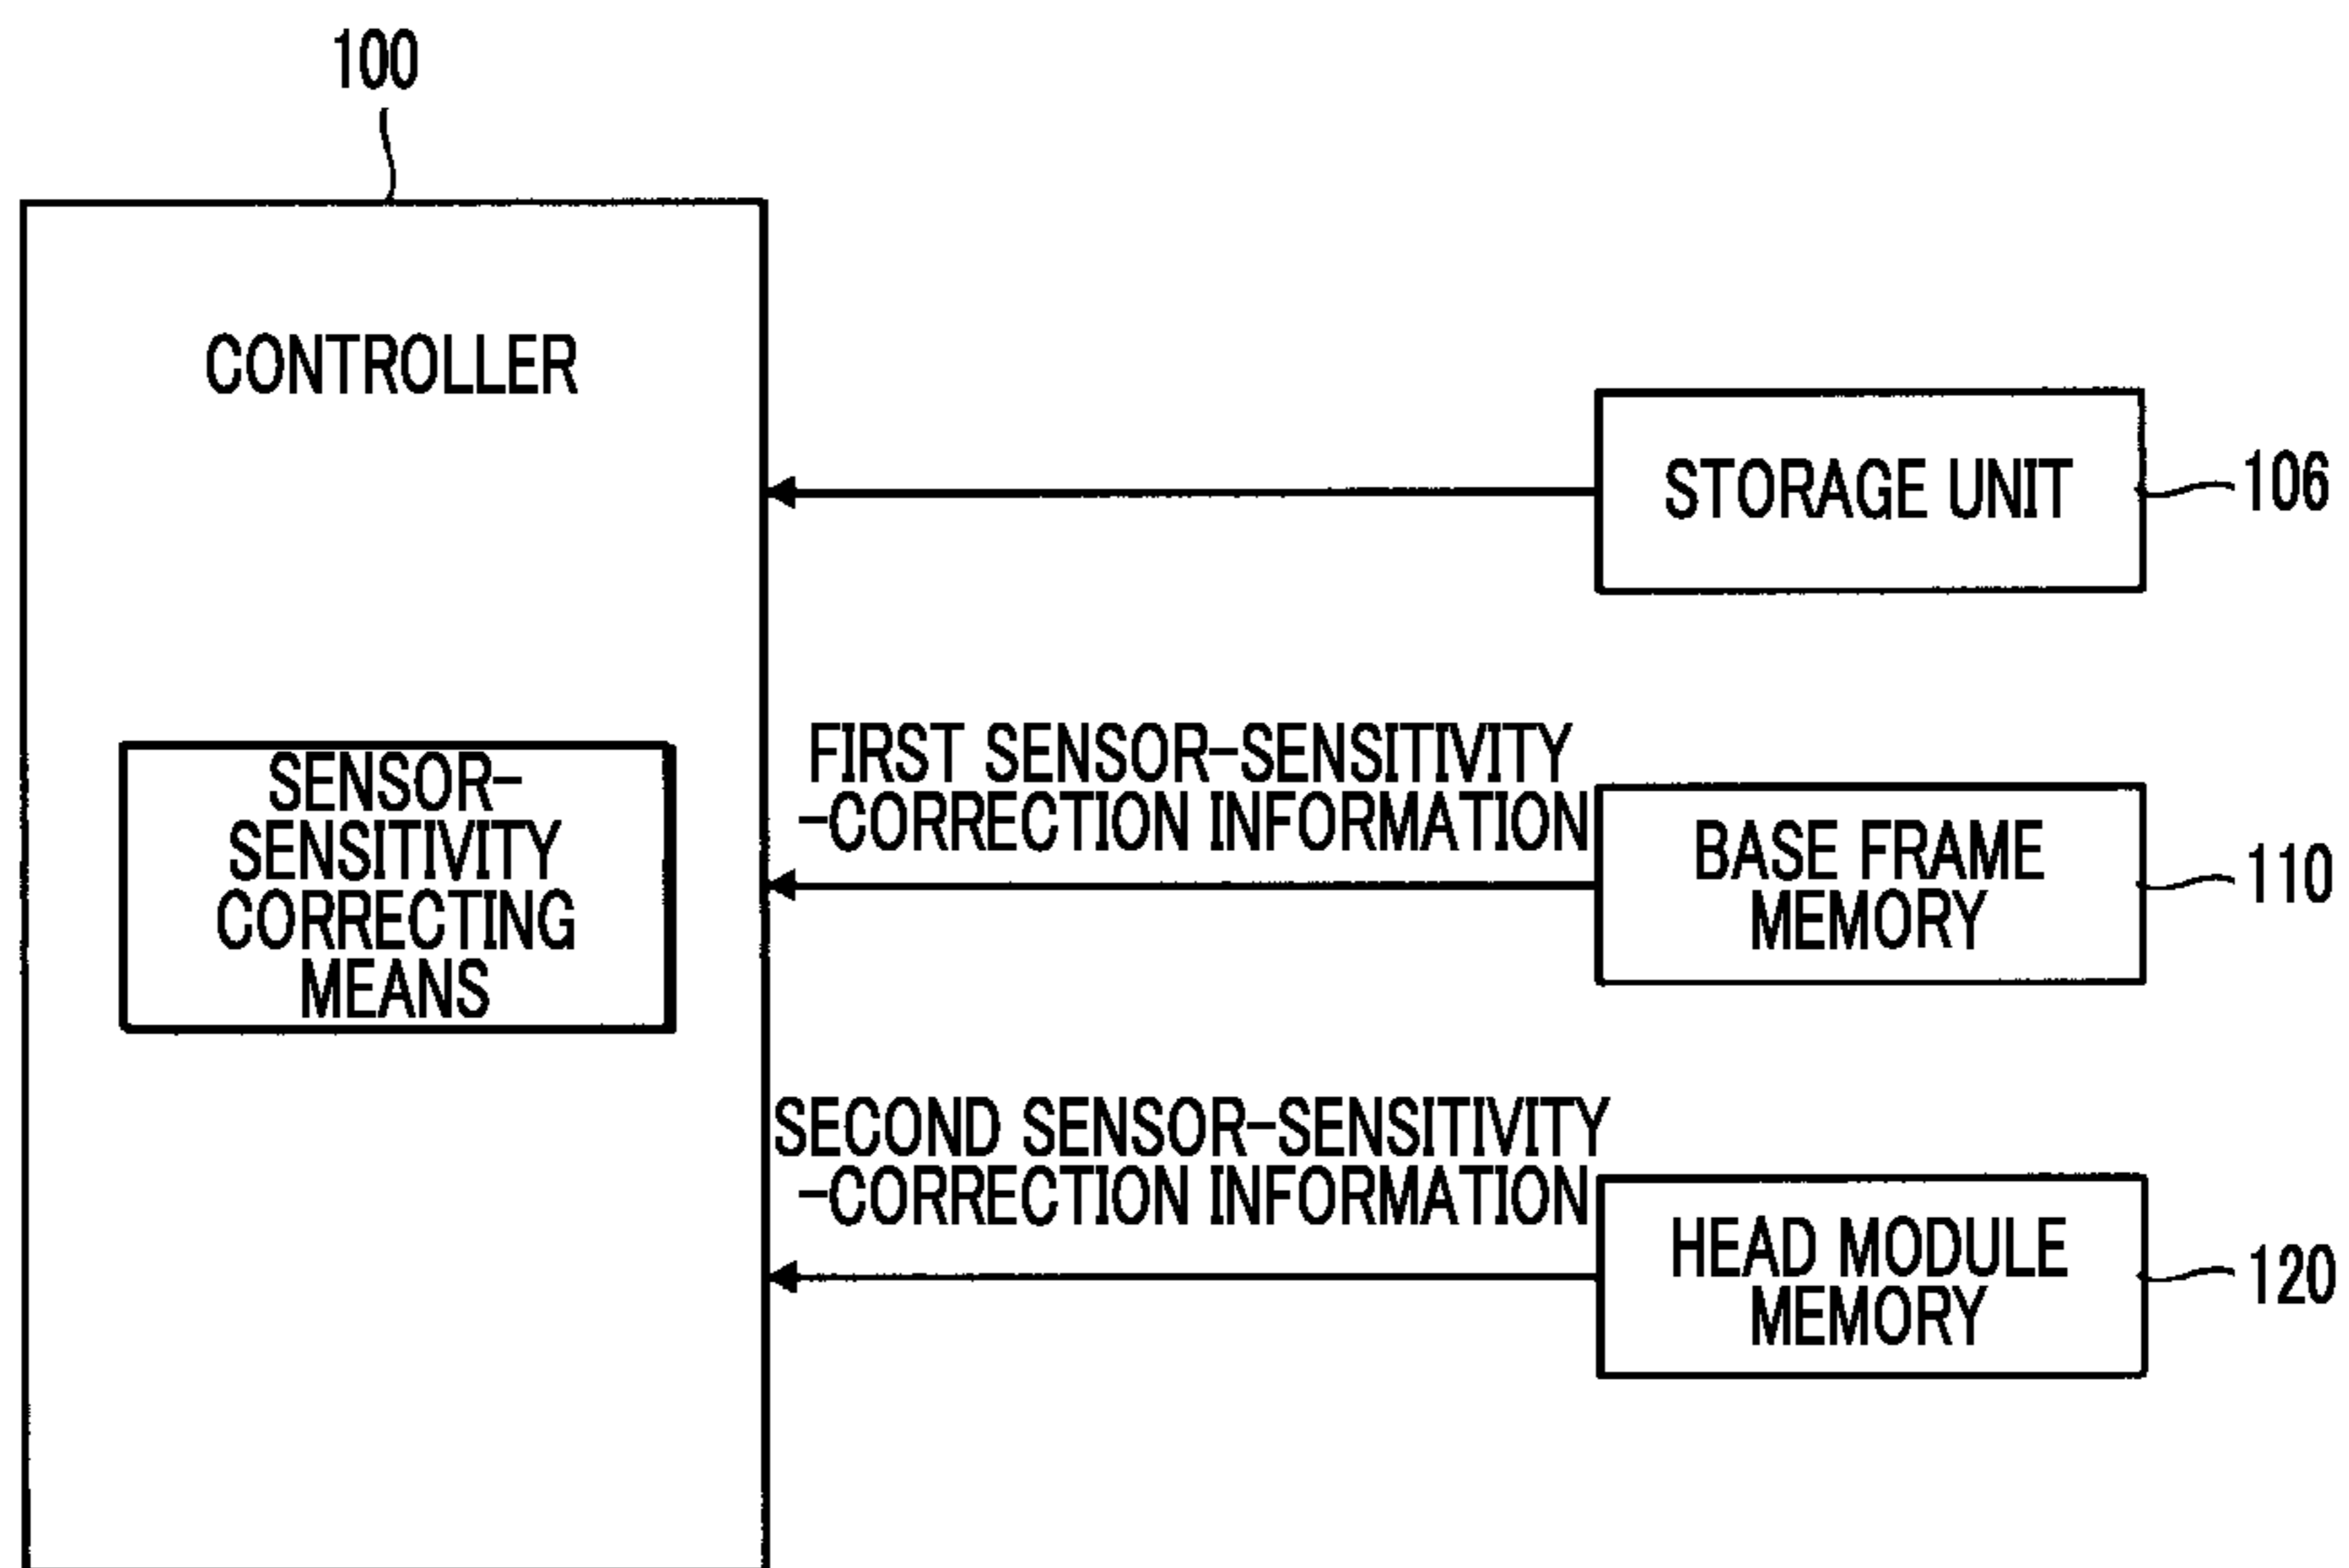 100
CONTROLLER
STORAGE UNIT
106
SENSOR-
SENSITIVITY
CORRECTING
MEANS
FIRST SENSOR-SENSITIVITY
-CORRECTION INFORMATION
BASE FRAME
MEMORY
110
SECOND SENSOR-SENSITIVITY
-CORRECTION INFORMATION
HEAD MODULE
MEMORY
120